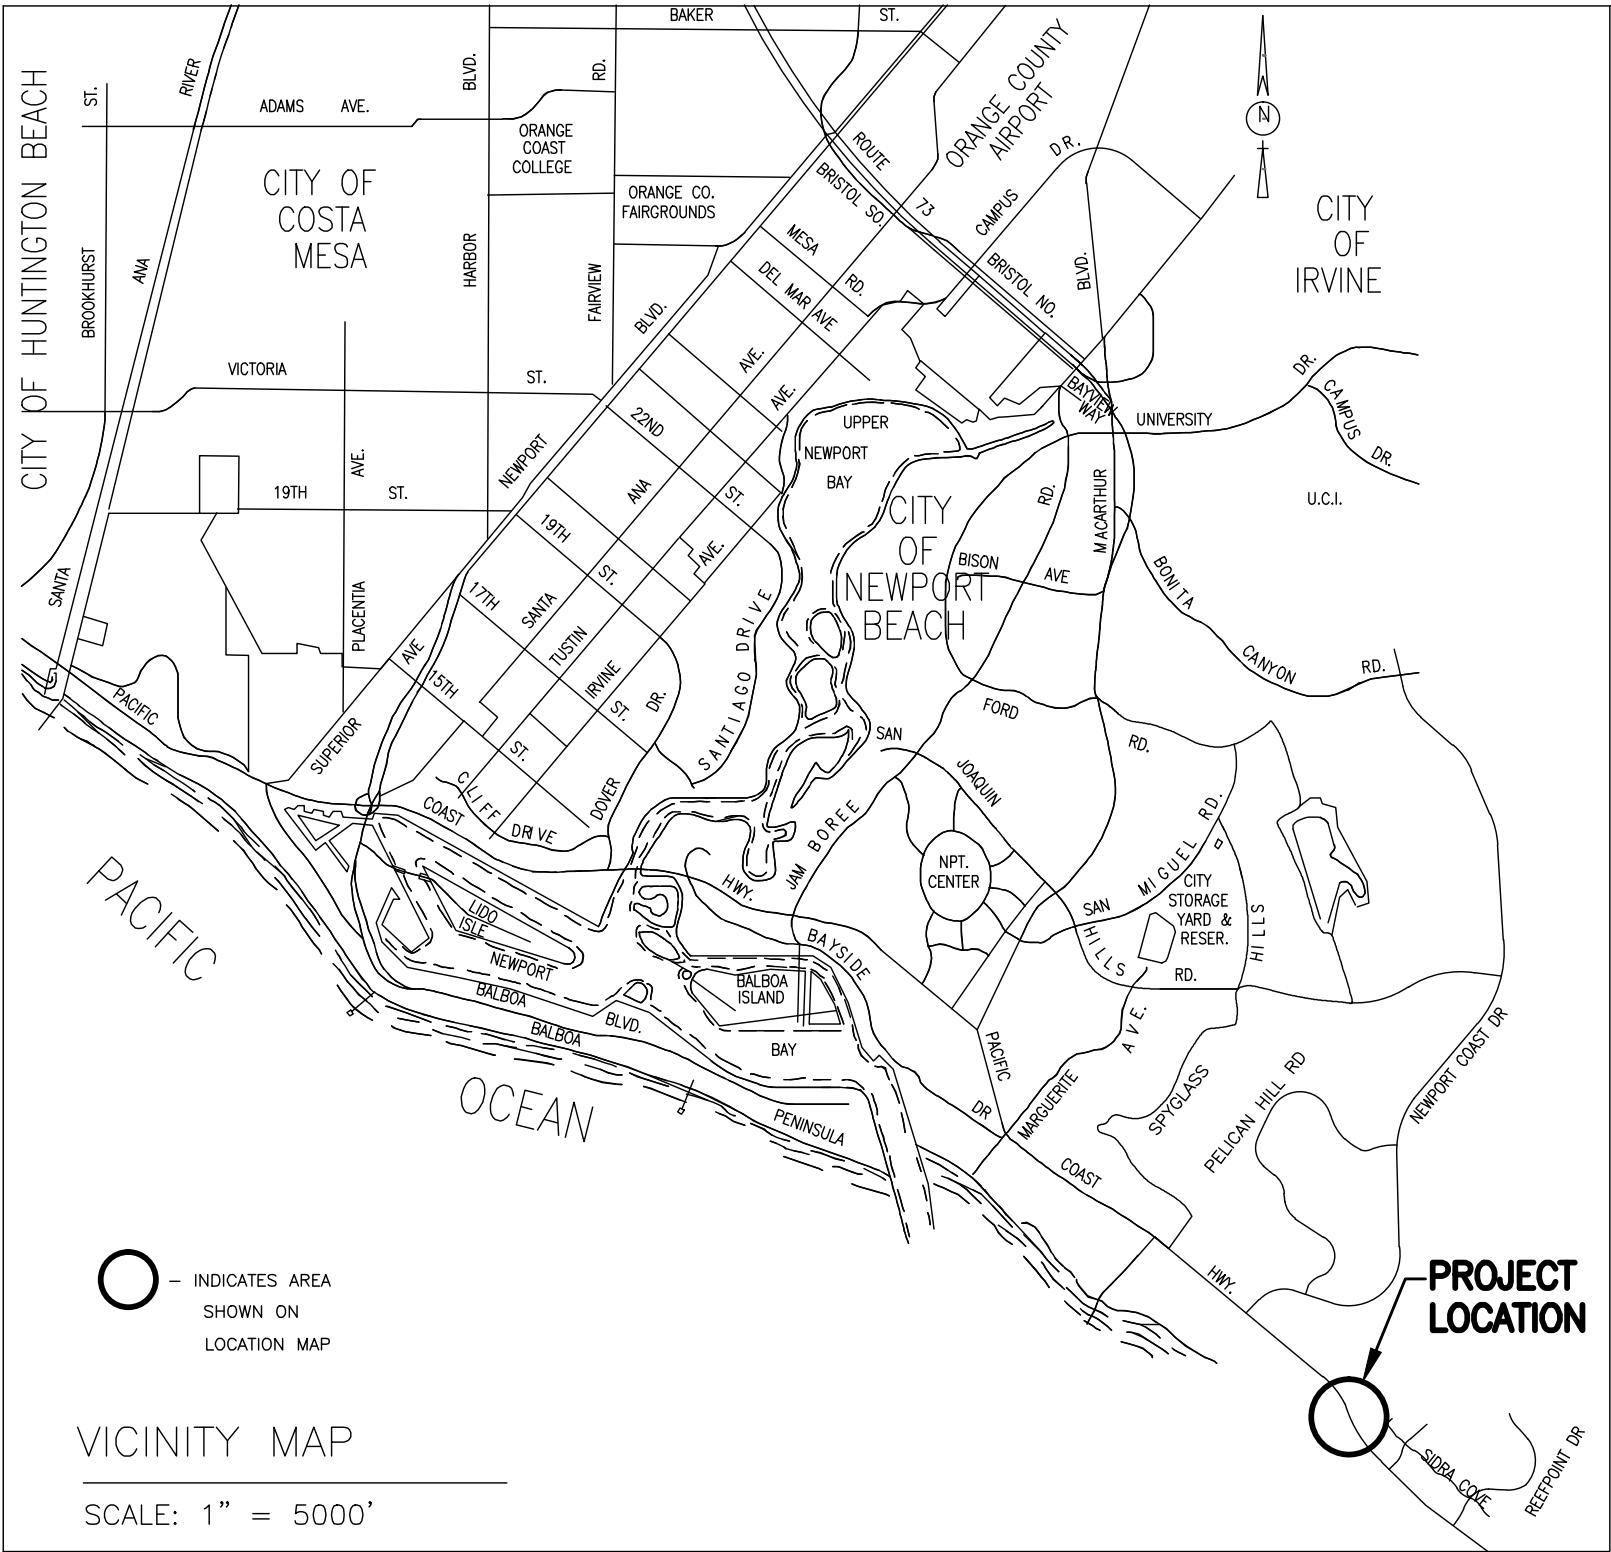 BAKER ST.
ST.
RIVER
BLVD.
RD.
ADAMS AVE.
ORANGE
COAST
COLLEGE
ORANGE COUNTY
AIRPORT
ROUTE
73
DR.
CAMPUS
N
CITY OF HUNTINGTON BEACH
CITY OF
COSTA
MESA
ORANGE CO.
FAIRGROUNDS
BRISTOL SO.
CITY
OF
IRVINE
BROOKHURST
ANA
HARBOR
FAIRVIEW
BLVD.
MESA
RD.
DEL MAR AVE
BRISTOL NO.
BLVD.
VICTORIA ST.
AVE.
AVE.
22ND
ST.
UPPER
NEWPORT
BAY
BAYVIEW
WAY
UNIVERSITY
DR.
CAMPUS
DR.
U.C.I.
AVE.
NEWPORT
19TH ST.
ANA
CITY
OF
NEWPORT
BEACH
RD.
MACARTHUR
BISON AVE
BONITA
CANYON RD.
SANTA
PLACENTIA
19TH
ST.
AVE.
17TH
SANTA
TUSTIN
IRVINE
ST.
SANTIAGO DRIVE
AVE
15TH
ST.
DR.
DOVER
PACIFIC
SUPERIOR
FORD
RD.
SAN
JOAQUIN
CLIFF
DRIVE
COAST
HWY.
JAMBOREE
NPT.
CENTER
RD.
MIGUEL
SAN
CITY
STORAGE
YARD &
RESER.
HILLS
HILLS
RD.
PACIFIC
LIDO
ISLE
NEWPORT
BALBOA
BLVD.
BALBOA
BALBOA
ISLAND
BAYSIDE
BAY
PACIFIC
AVE.
MARGUERITE
DR
SPYGLASS
PELICAN HILL RD
NEWPORT COAST DR
OCEAN
PENINSULA
COAST
HWY.
PROJECT
LOCATION
– INDICATES AREA
SHOWN ON
LOCATION MAP
SIDRA COVE
REEFPOINT DR
VICINITY MAP
SCALE: 1” = 5000’